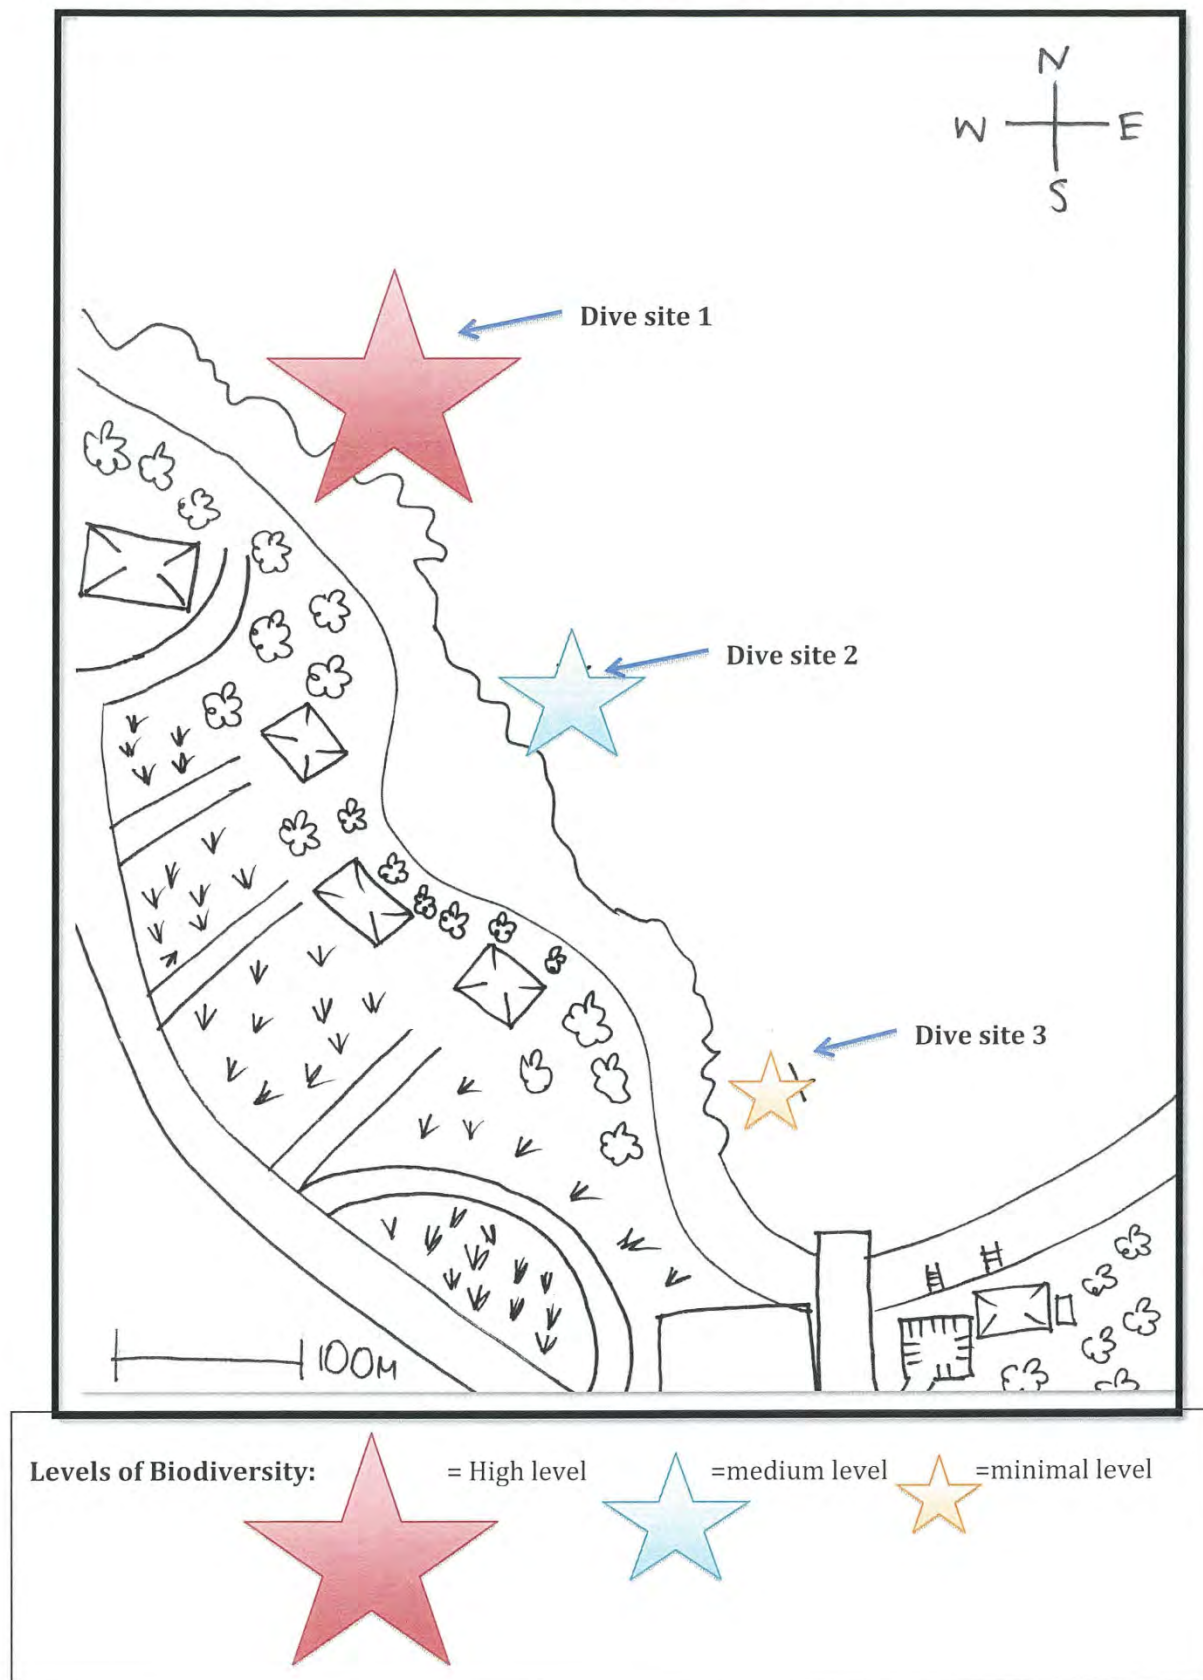 N
W E
S
Dive site 1
Dive site 2
Dive site 3
100M
Levels of Biodiversity: = High level =medium level =minimal level